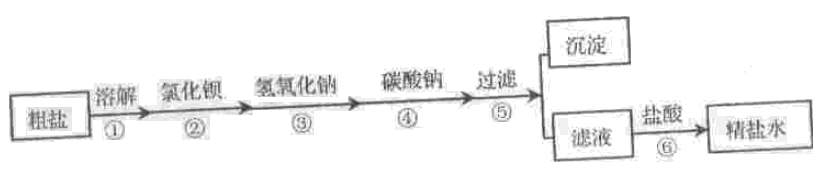 沉淀
粗盐 溶解 氯化钡 氢氧化钠 碳酸钠 过滤
① ② ③ ④ ⑤
滤液 盐酸 精盐水
⑥